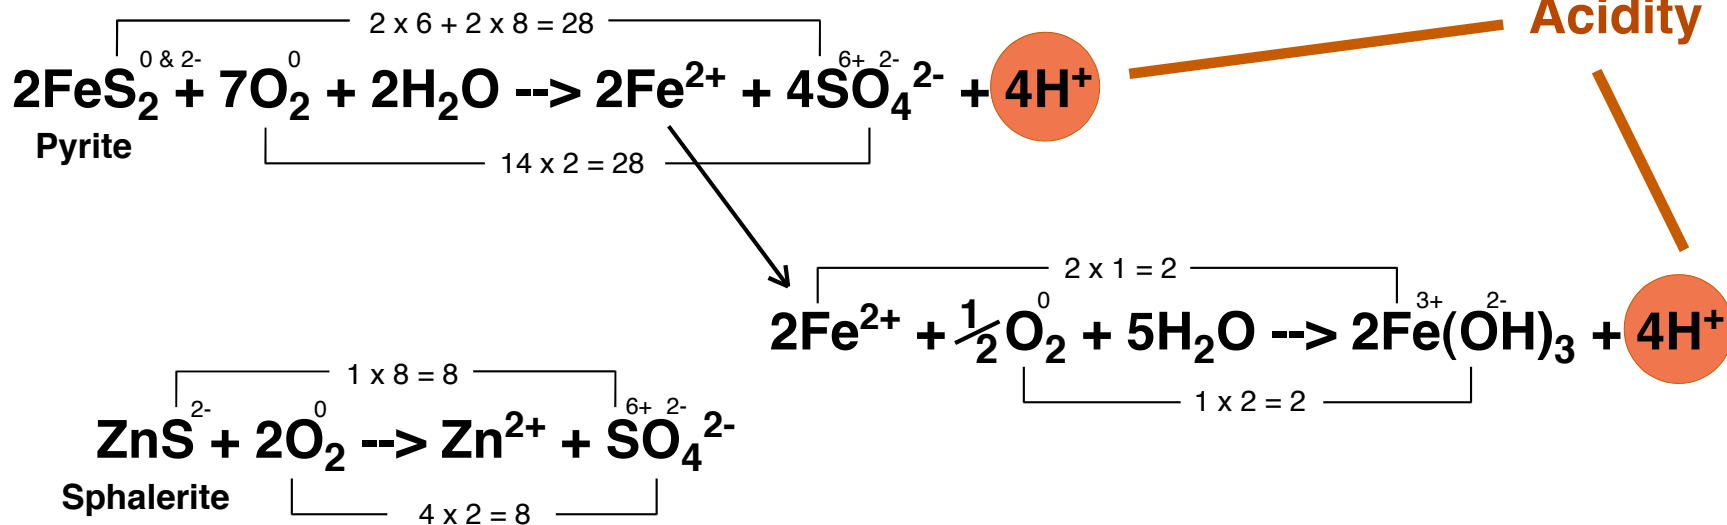 Acidity
2 x 6 + 2 x 8 = 28
0 & 2- 0 6+ 2-
2FeS₂ + 7O₂ + 2H₂O --> 2Fe²⁺ + 4SO₄²⁻ + 4H⁺
Pyrite
14 x 2 = 28
2 x 1 = 2
0 3+ 2-
2Fe²⁺ + 1/2 O₂ + 5H₂O --> 2Fe(OH)₃ + 4H⁺
1 x 2 = 2
1 x 8 = 8
2- 0 6+ 2-
ZnS + 2O₂ --> Zn²⁺ + SO₄²⁻
Sphalerite
4 x 2 = 8